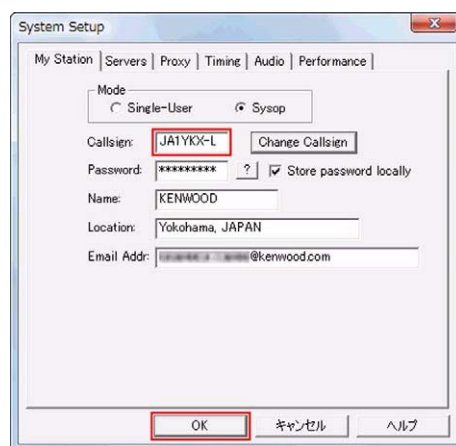 System Setup
My Station Servers Proxy Timing Audio Performance
Mode
Single-User Sysop
Callsign: JA1YKX-L Change Callsign
Password: ********* ? Store password locally
Name: KENWOOD
Location: Yokohama, JAPAN
Email Addr: @kenwood.com
OK キャンセル ヘルプ